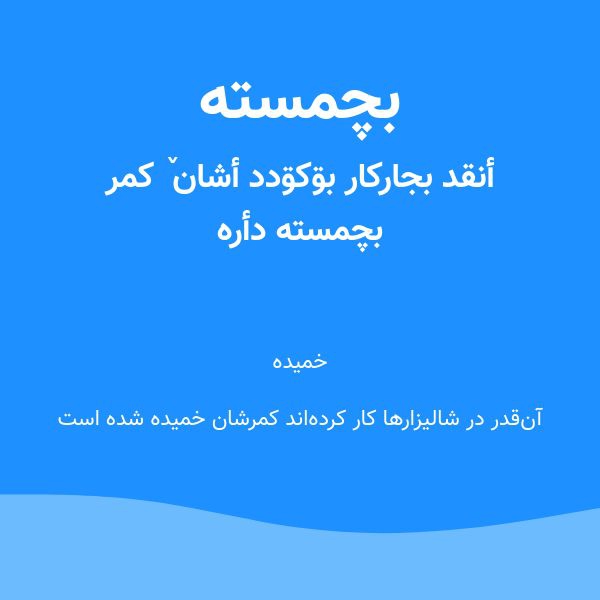 بچمسته
أنقد بجارکار بۊکۊدد أشانˇ کمر
بچمسته دأره
خمیده
آن‌قدر در شالیزارها کار کرده‌اند کمرشان خمیده شده است